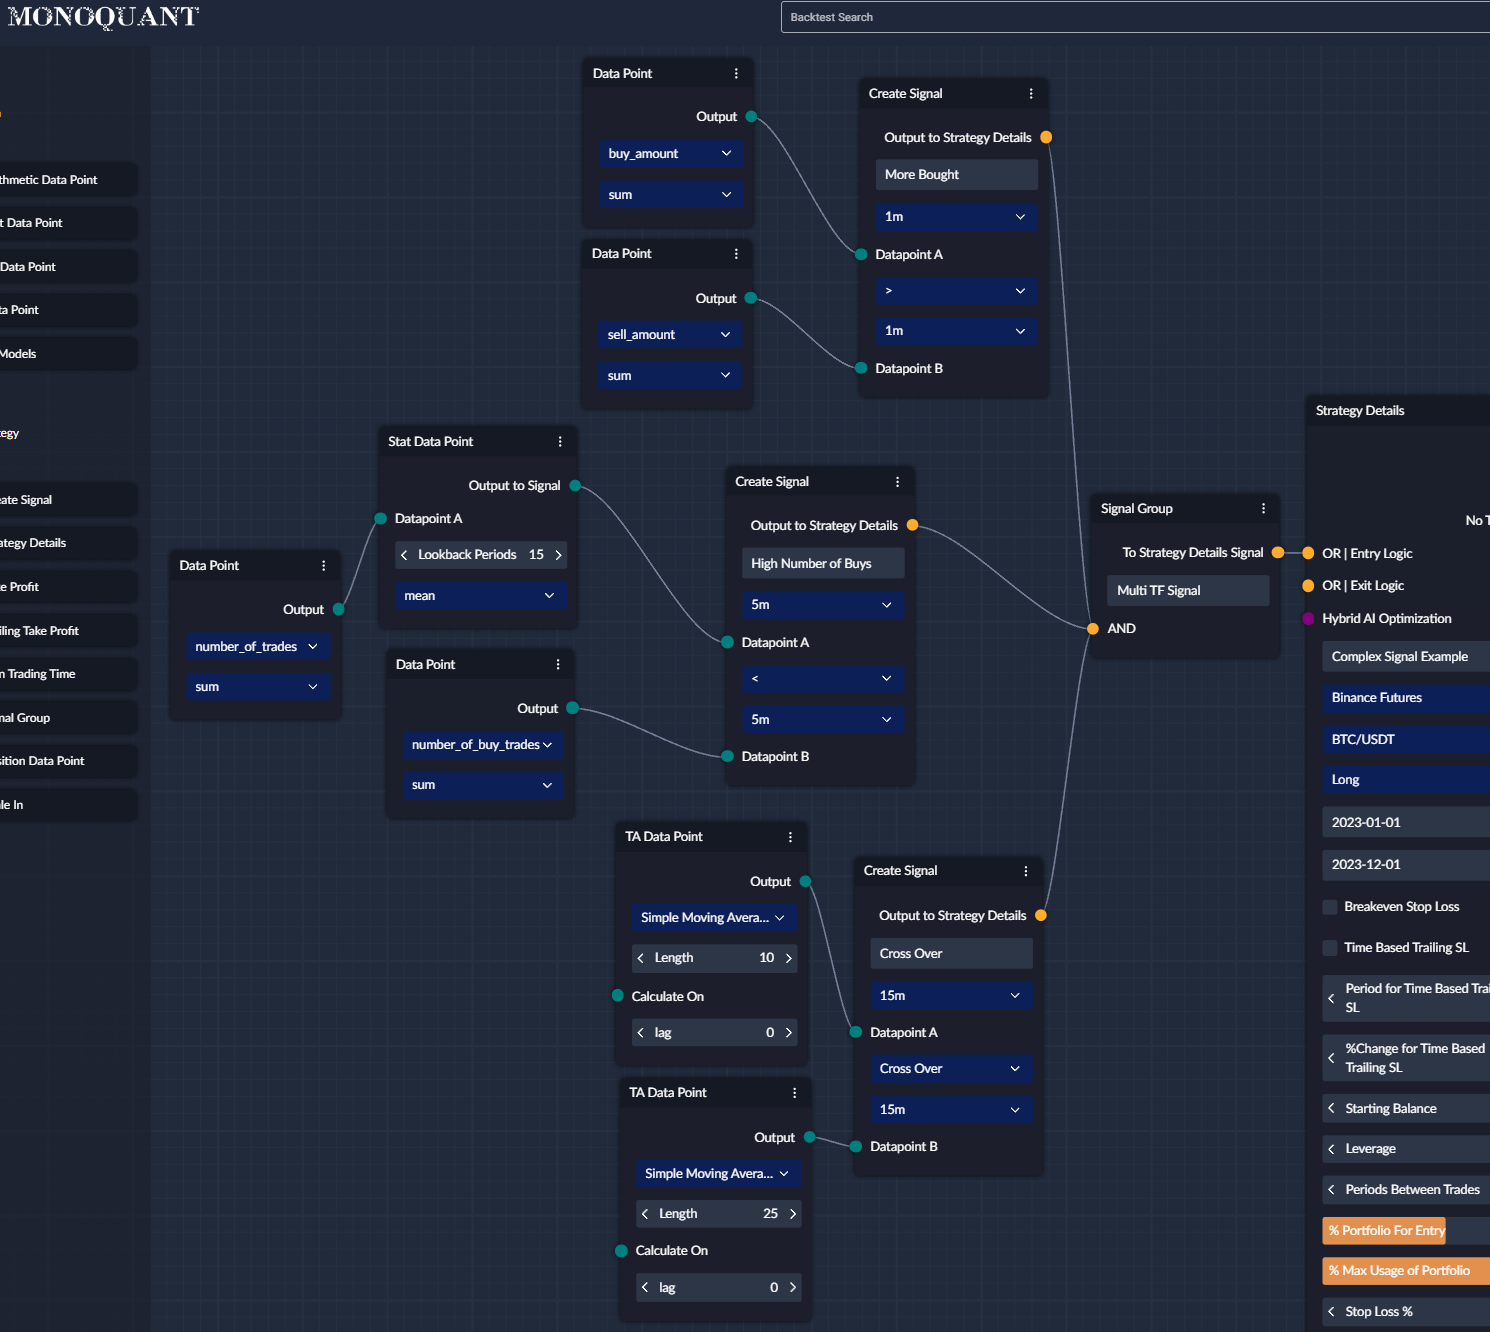 MONOQUANT
Backtest Search
thmetic Data Point
t Data Point
Data Point
ta Point
Models
egy
ate Signal
ategy Details
e Profit
iling Take Profit
n Trading Time
nal Group
sition Data Point
le In
Data Point
Output
buy_amount
sum
Data Point
Output
sell_amount
sum
Create Signal
Output to Strategy Details
More Bought
1m
Datapoint A
>
1m
Datapoint B
Stat Data Point
Output to Signal
Datapoint A
Lookback Periods 15
mean
Data Point
Output
number_of_trades
sum
Data Point
Output
number_of_buy_trades
sum
Create Signal
Output to Strategy Details
High Number of Buys
5m
Datapoint A
<
5m
Datapoint B
TA Data Point
Output
Simple Moving Avera...
Length 10
Calculate On
lag 0
TA Data Point
Output
Simple Moving Avera...
Length 25
Calculate On
lag 0
Create Signal
Output to Strategy Details
Cross Over
15m
Datapoint A
Cross Over
15m
Datapoint B
Signal Group
To Strategy Details Signal
Multi TF Signal
AND
Strategy Details
No T
OR | Entry Logic
OR | Exit Logic
Hybrid AI Optimization
Complex Signal Example
Binance Futures
BTC/USDT
Long
2023-01-01
2023-12-01
Breakeven Stop Loss
Time Based Trailing SL
Period for Time Based Trai
SL
%Change for Time Based
Trailing SL
Starting Balance
Leverage
Periods Between Trades
% Portfolio For Entry
% Max Usage of Portfolio
Stop Loss %